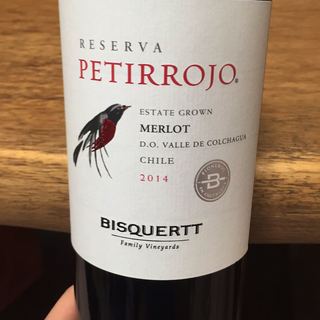 RESERVA
PETIRROJO®
ESTATE GROWN
MERLOT
D.O. VALLE DE COLCHAGUA
CHILE
2014
B
BISQUERTT
Family Vineyards